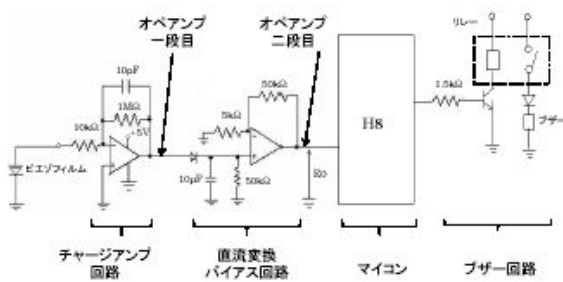 オペアンプ
一段目
オペアンプ
二段目
リレー
10pF
1MΩ
+5V
10kΩ
ピエゾフィルム
50kΩ
5kΩ
10μF
50kΩ
Eo
H8
1.5kΩ
ブザー
チャージアンプ
回路
直流変換
バイアス回路
マイコン
ブザー回路